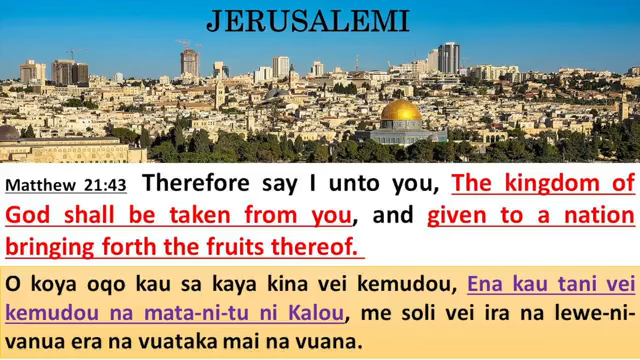 JERUSALEMI
Matthew 21:43 Therefore say I unto you, The kingdom of
God shall be taken from you, and given to a nation
bringing forth the fruits thereof.
O koya oqo kau sa kaya kina vei kemudou, Ena kau tani vei
kemudou na mata-ni-tu ni Kalou, me soli vei ira na lewe-ni-
vanua era na vuataka mai na vuana.